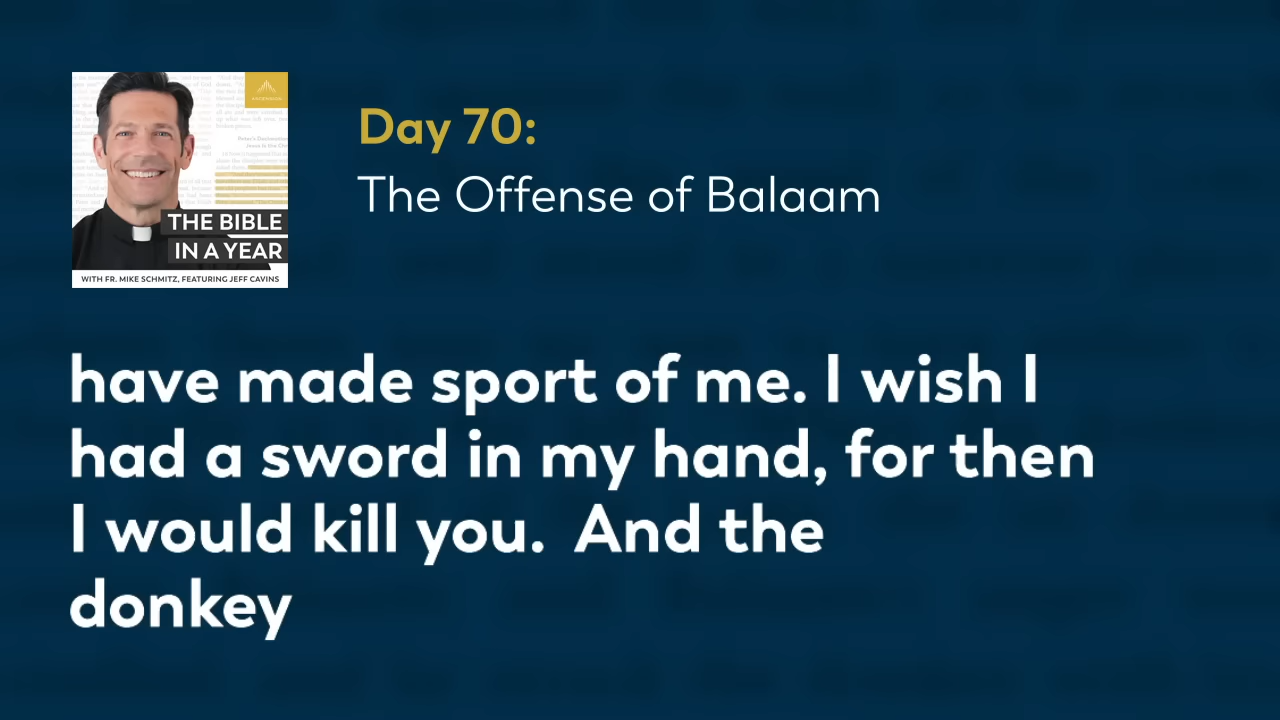 Day 70:
The Offense of Balaam
THE BIBLE
IN A YEAR
WITH FR. MIKE SCHMITZ, FEATURING JEFF CAVINS
have made sport of me. I wish I
had a sword in my hand, for then
I would kill you.  And the
donkey